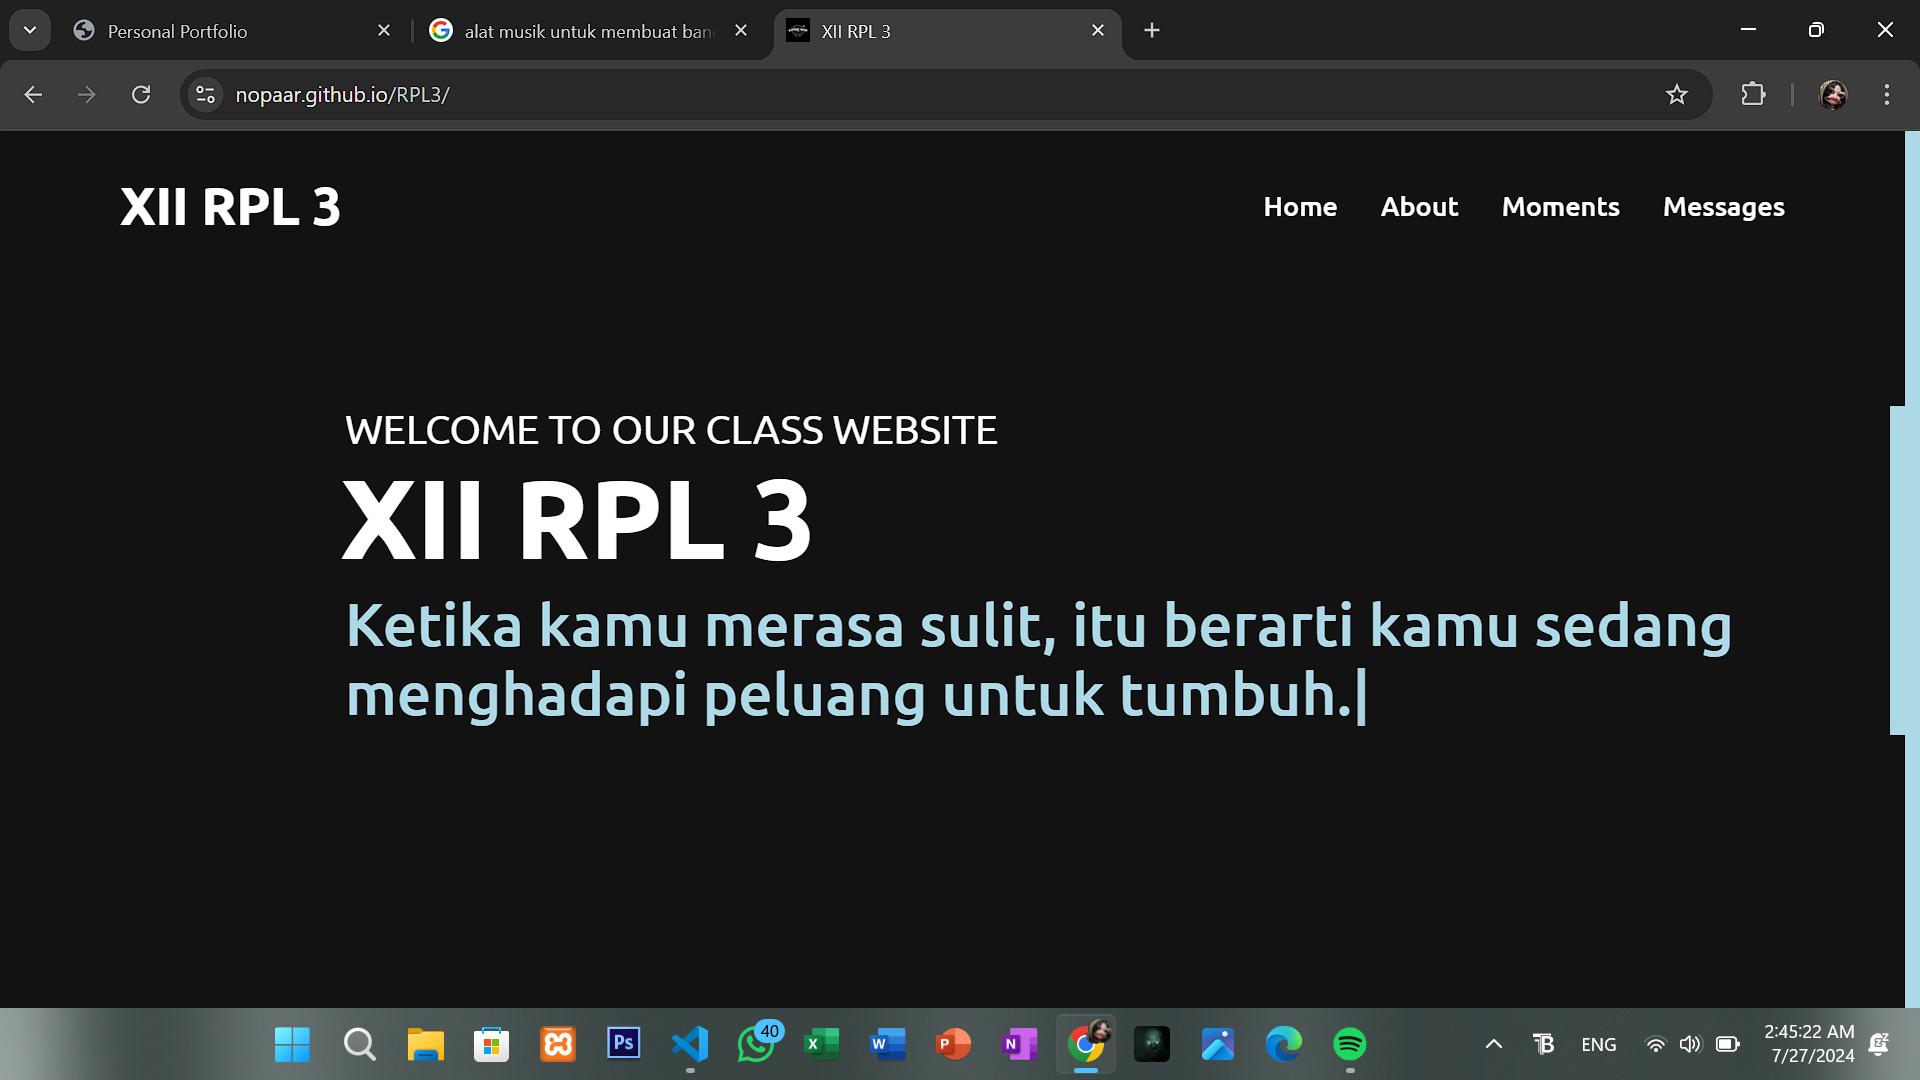 Personal Portfolio
alat musik untuk membuat ban
XII RPL 3
nopaar.github.io/RPL3/
XII RPL 3
Home
About
Moments
Messages
WELCOME TO OUR CLASS WEBSITE
XII RPL 3
Ketika kamu merasa sulit, itu berarti kamu sedang
menghadapi peluang untuk tumbuh.|
Ps
40
X
W
P
N
ENG
2:45:22 AM
7/27/2024